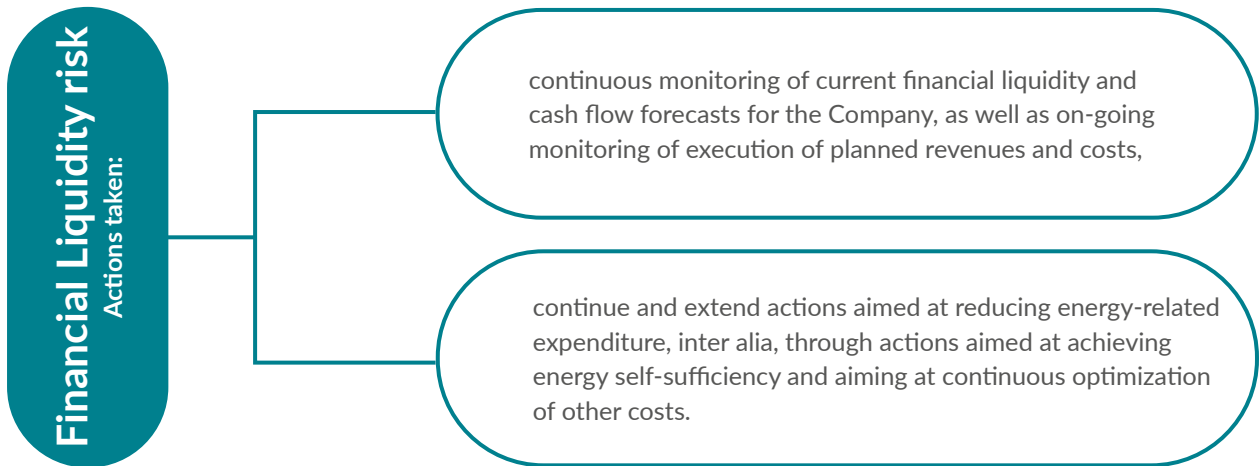 Financial Liquidity risk
Actions taken:
continuous monitoring of current financial liquidity and
cash flow forecasts for the Company, as well as on-going
monitoring of execution of planned revenues and costs,
continue and extend actions aimed at reducing energy-related
expenditure, inter alia, through actions aimed at achieving
energy self-sufficiency and aiming at continuous optimization
of other costs.